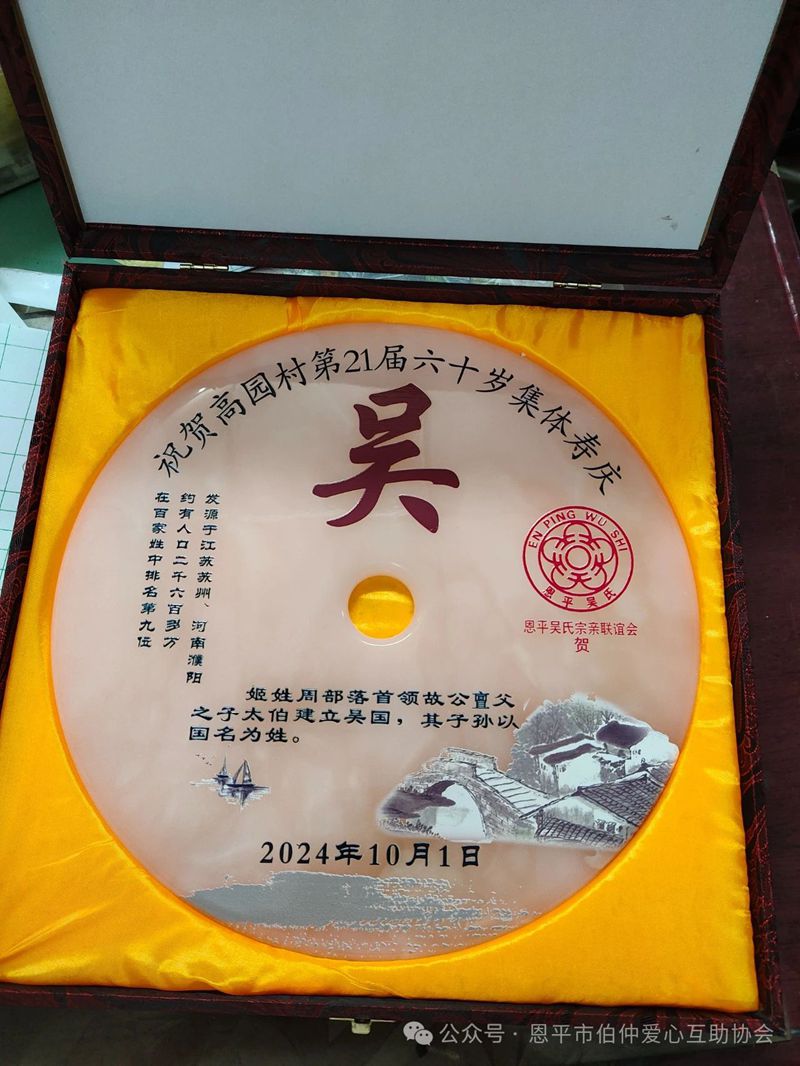 祝贺高园村第21届六十岁集体寿庆
吴
发源于江苏苏州、河南濮阳
约有人口二千六百多万
在百家姓中排名第九位
EN PING WU SHI
恩平吴氏
恩平吴氏宗亲联谊会
贺
姬姓周部落首领故公亶父
之子太伯建立吴国，其子孙以
国名为姓。
2024年10月1日
公众号·恩平市伯仲爱心互助协会